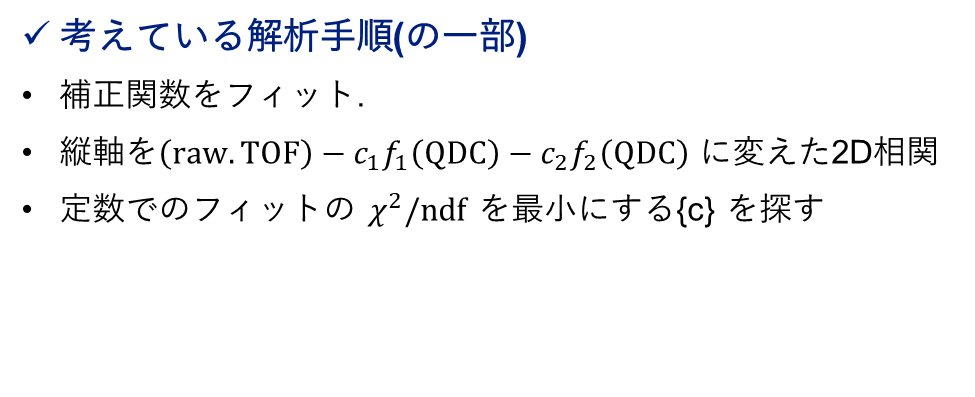 ✓ 考えている解析手順(の一部)
• 補正関数をフィット.
• 縦軸を(raw. TOF) − c₁f₁(QDC) − c₂f₂(QDC) に変えた2D相関
• 定数でのフィットの χ²/ndf を最小にする{c} を探す